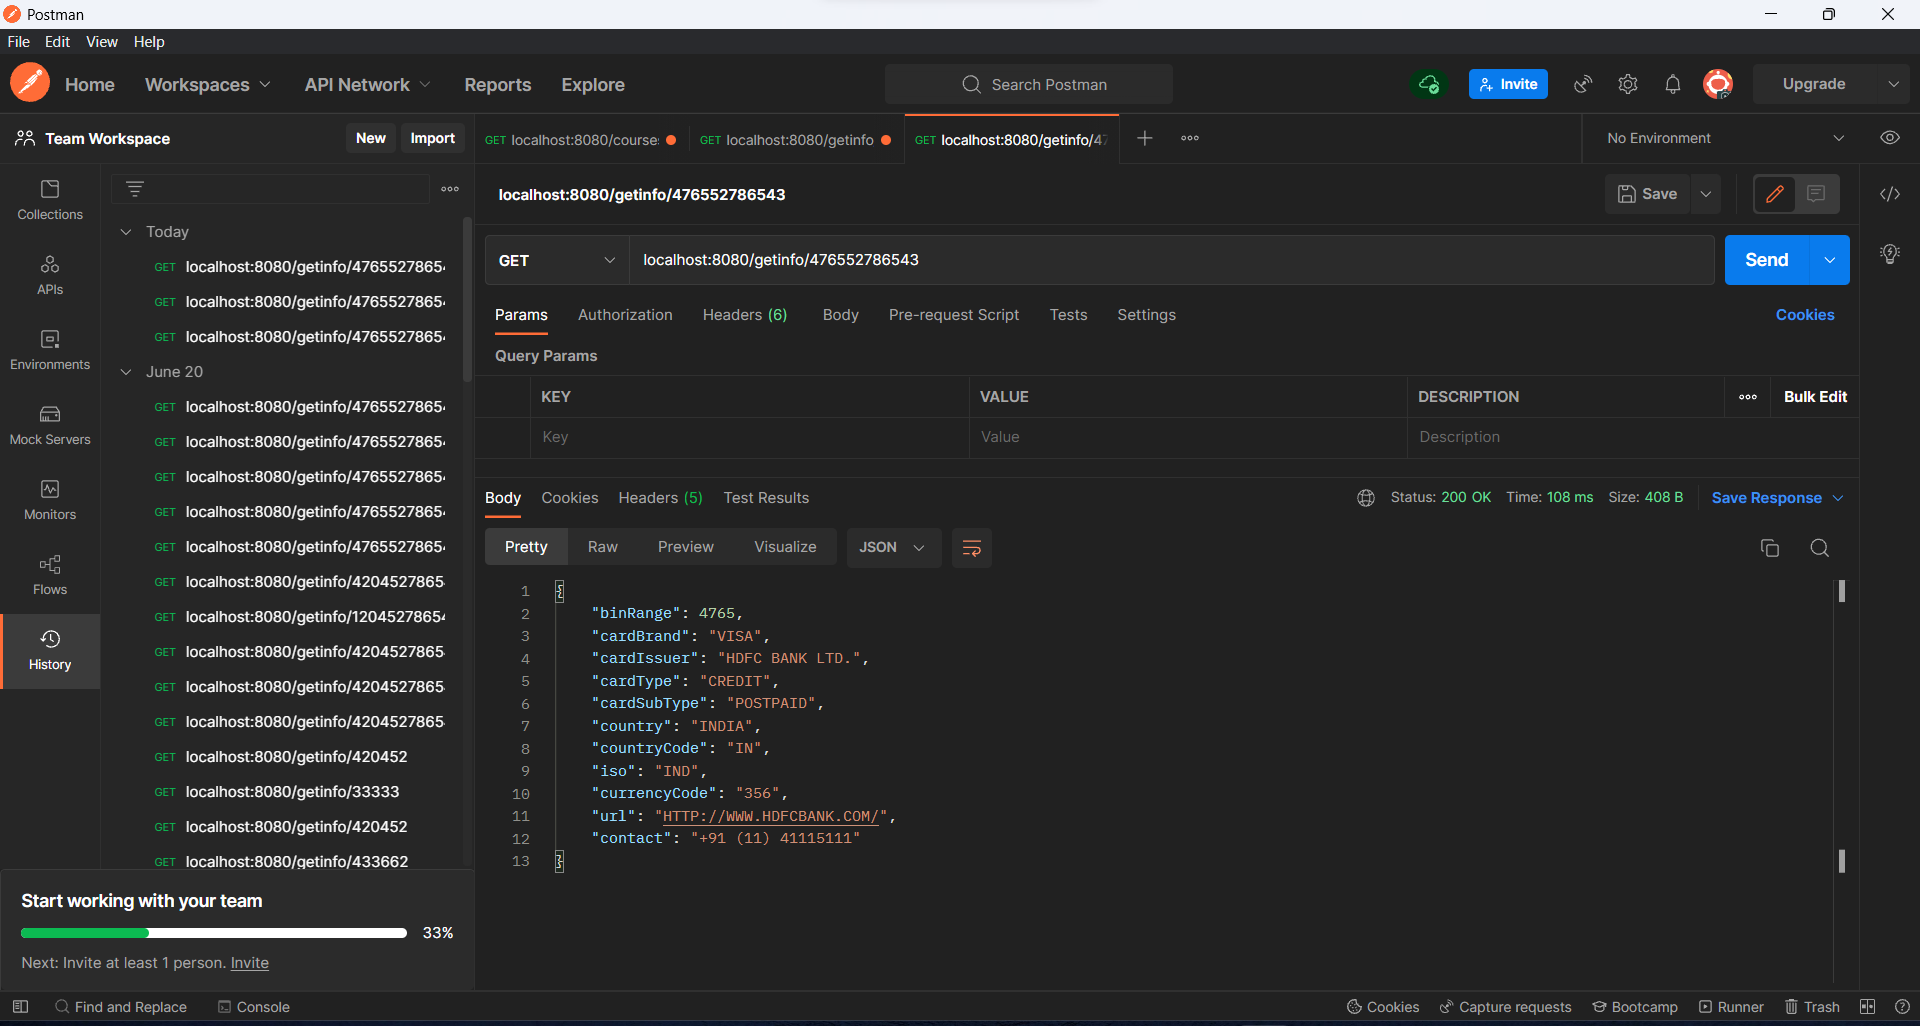 Postman
File Edit View Help
Home Workspaces API Network Reports Explore Search Postman Invite Upgrade
Team Workspace New Import GET localhost:8080/course GET localhost:8080/getinfo GET localhost:8080/getinfo/47 No Environment
localhost:8080/getinfo/476552786543 Save
GET localhost:8080/getinfo/476552786543 Send
Params Authorization Headers (6) Body Pre-request Script Tests Settings Cookies
Query Params
KEY VALUE DESCRIPTION Bulk Edit
Key Value Description
Body Cookies Headers (5) Test Results Status: 200 OK Time: 108 ms Size: 408 B Save Response
Pretty Raw Preview Visualize JSON
1 {
2 "binRange": 4765,
3 "cardBrand": "VISA",
4 "cardIssuer": "HDFC BANK LTD.",
5 "cardType": "CREDIT",
6 "cardSubType": "POSTPAID",
7 "country": "INDIA",
8 "countryCode": "IN",
9 "iso": "IND",
10 "currencyCode": "356",
11 "url": "HTTP://WWW.HDFCBANK.COM/",
12 "contact": "+91 (11) 41115111"
13 }
Collections
APIs
Environments
Mock Servers
Monitors
Flows
History
Today
GET localhost:8080/getinfo/4765527865
GET localhost:8080/getinfo/4765527865
GET localhost:8080/getinfo/4765527865
June 20
GET localhost:8080/getinfo/4765527865
GET localhost:8080/getinfo/4765527865
GET localhost:8080/getinfo/4765527865
GET localhost:8080/getinfo/4765527865
GET localhost:8080/getinfo/4765527865
GET localhost:8080/getinfo/4204527865
GET localhost:8080/getinfo/12045278654
GET localhost:8080/getinfo/4204527865
GET localhost:8080/getinfo/4204527865
GET localhost:8080/getinfo/4204527865
GET localhost:8080/getinfo/420452
GET localhost:8080/getinfo/33333
GET localhost:8080/getinfo/420452
GET localhost:8080/getinfo/433662
Start working with your team
33%
Next: Invite at least 1 person. Invite
Find and Replace Console Cookies Capture requests Bootcamp Runner Trash